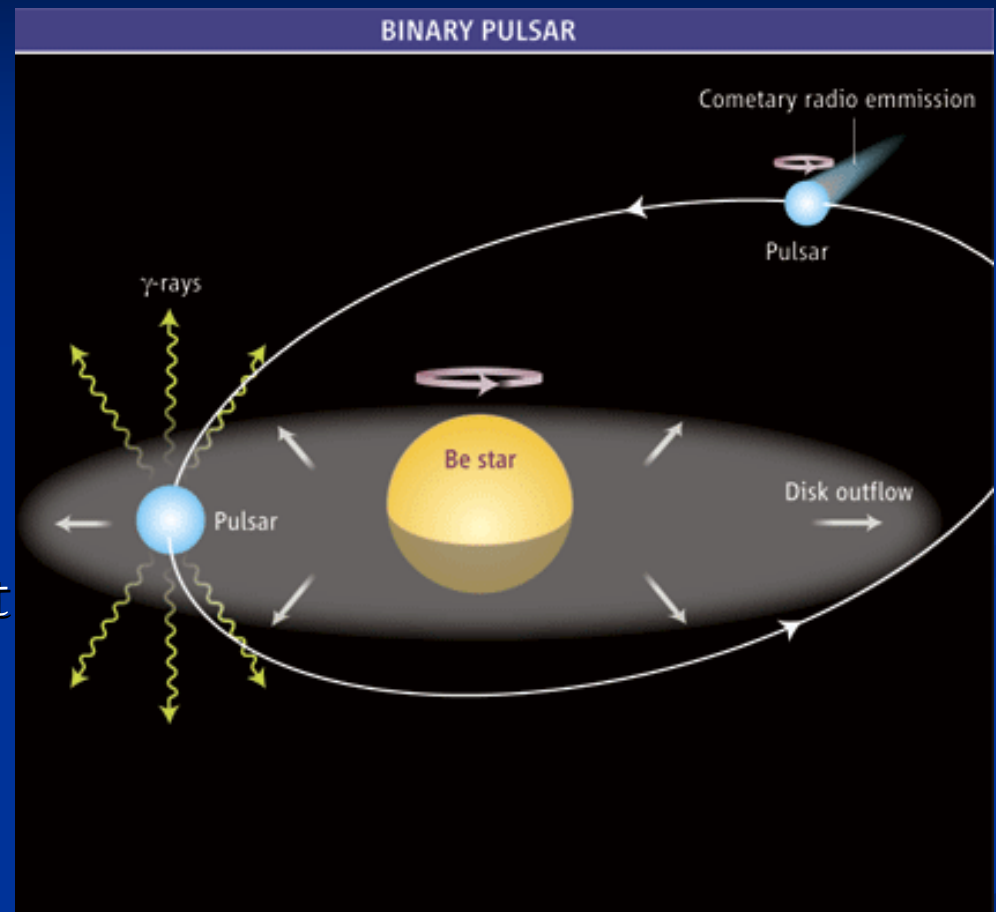 BINARY PULSAR
Cometary radio emmission
Pulsar
γ-rays
Be star
Disk outflow
Pulsar
t